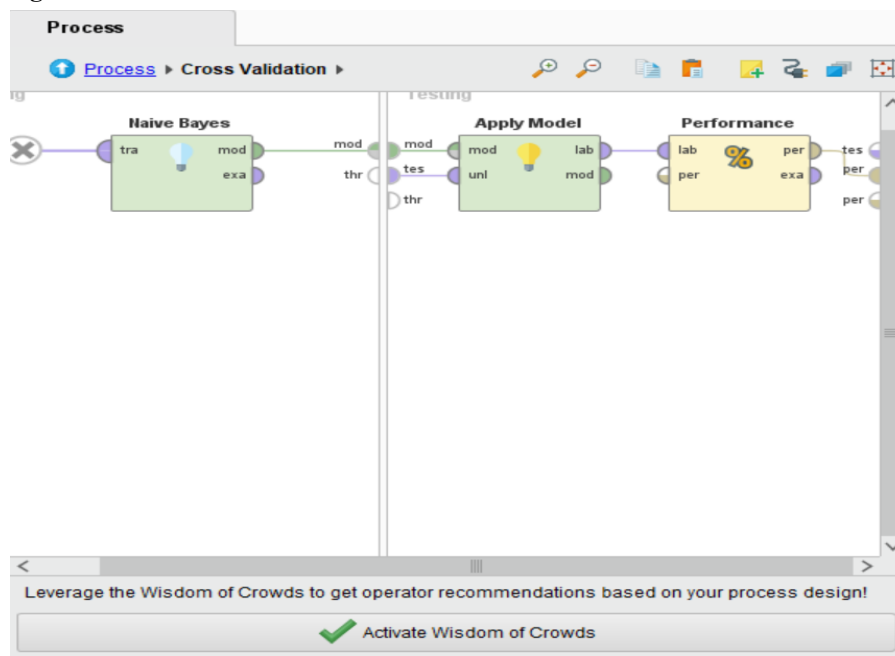 Process
Process ▸ Cross Validation ▸
Testing
Naive Bayes
tra
mod
exa
mod
thr
mod
tes
thr
Apply Model
mod
unl
lab
mod
Performance
lab
per
per
exa
tes
per
per
Leverage the Wisdom of Crowds to get operator recommendations based on your process design!
Activate Wisdom of Crowds